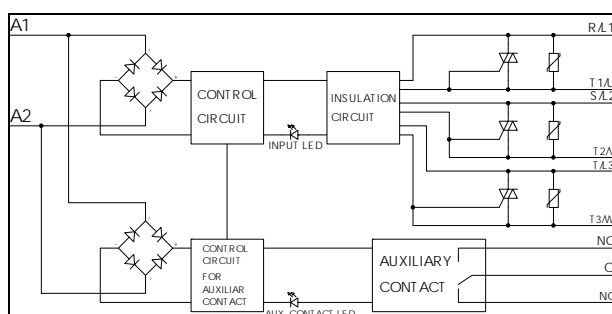 A1
A2
CONTROL
CIRCUIT
INSULATION
CIRCUIT
INPUT LED
R/L1
T1/U
S/L2
T2/V
T/L3
T3/W
CONTROL
CIRCUIT
FOR
AUXILIAR
CONTACT
AUX. CONTACT LED
AUXILIARY
CONTACT
NO
C
NC